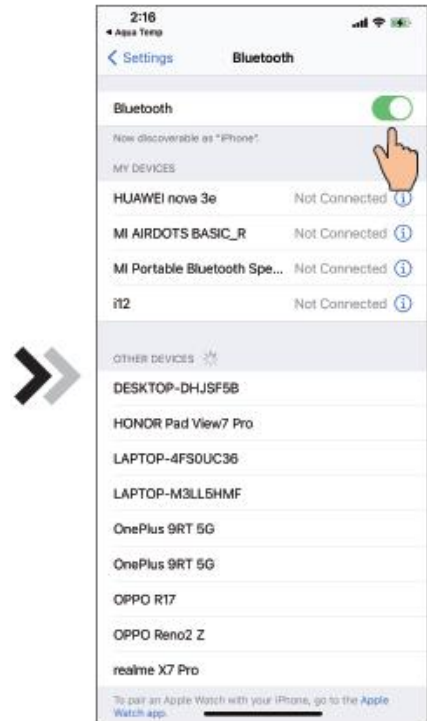 2:16
◀ Aqua Temp
Settings Bluetooth
Bluetooth
Now discoverable as "iPhone".
MY DEVICES
HUAWEI nova 3e Not Connected
MI AIRDOTS BASIC_R Not Connected
MI Portable Bluetooth Spe... Not Connected
i12 Not Connected
OTHER DEVICES
DESKTOP-DHJSF5B
HONOR Pad View7 Pro
LAPTOP-4FS0UC36
LAPTOP-M3LL5HMF
OnePlus 9RT 5G
OnePlus 9RT 5G
OPPO R17
OPPO Reno2 Z
realme X7 Pro
To pair an Apple Watch with your iPhone, go to the Apple
Watch app.